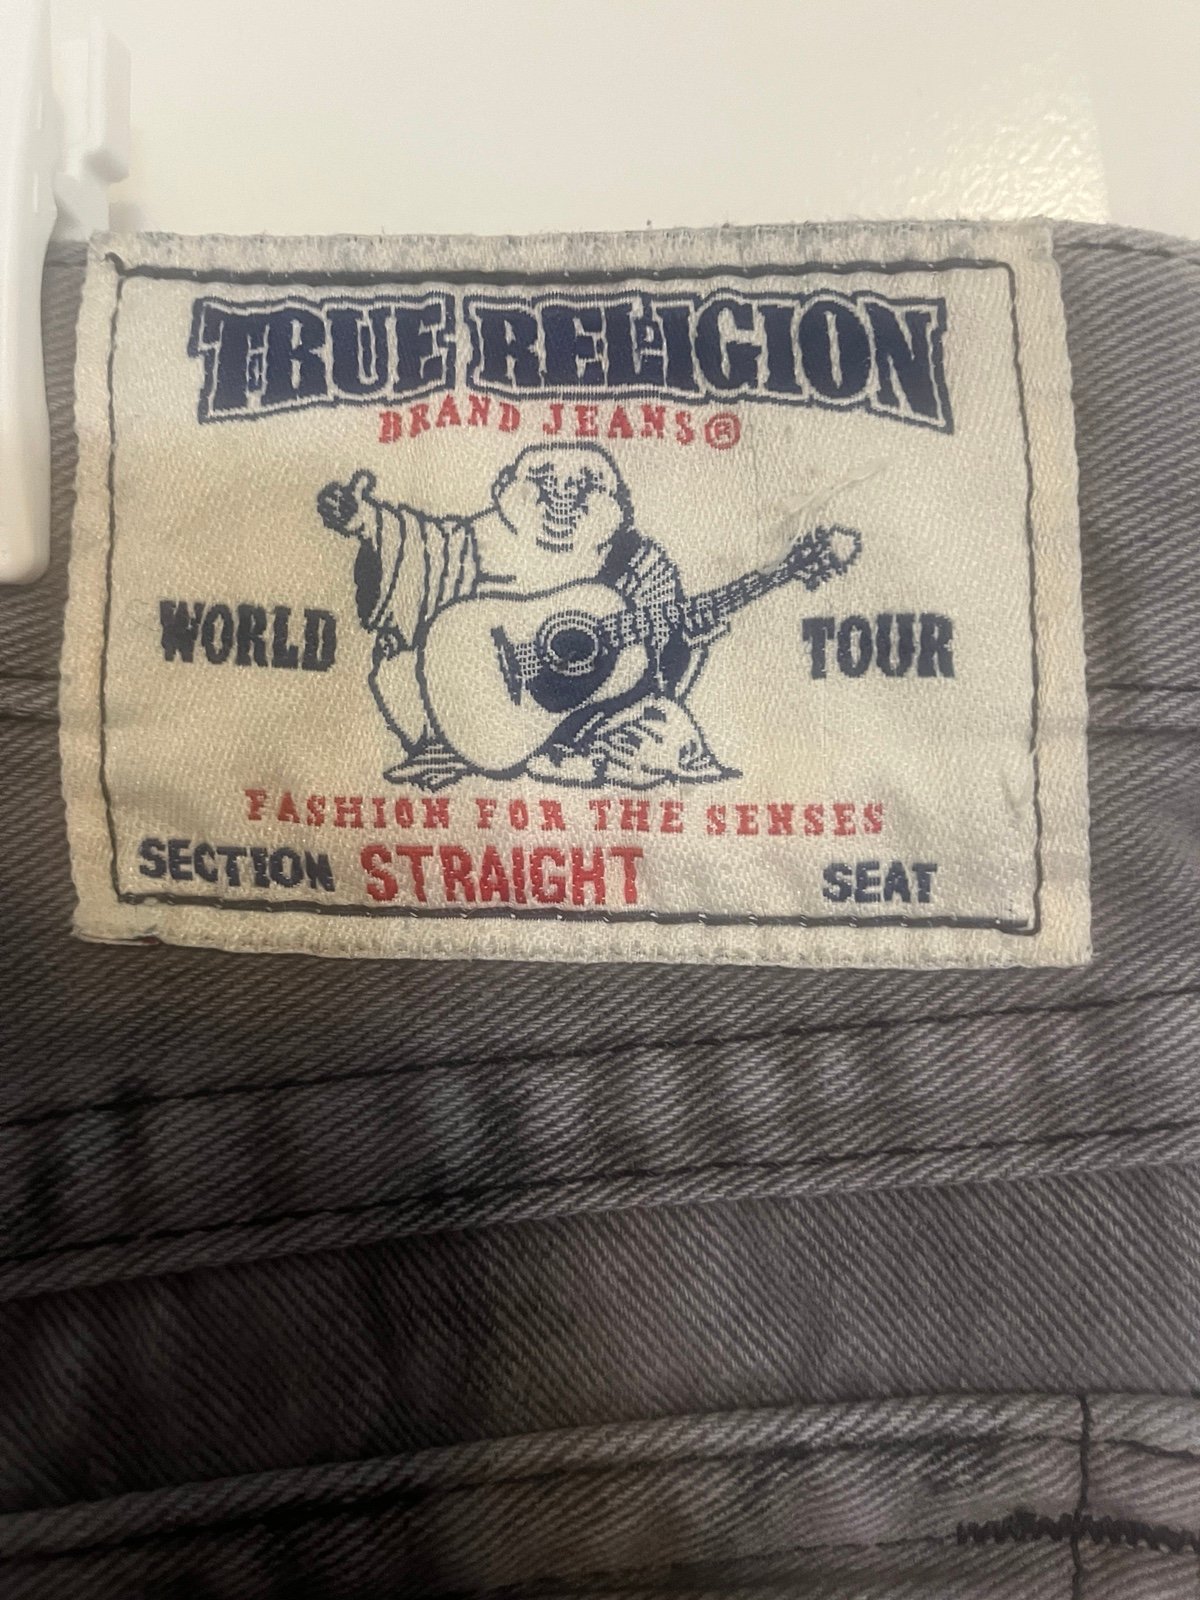 TRUE RELIGION
BRAND JEANS®
WORLD TOUR
FASHION FOR THE SENSES
SECTION STRAIGHT SEAT